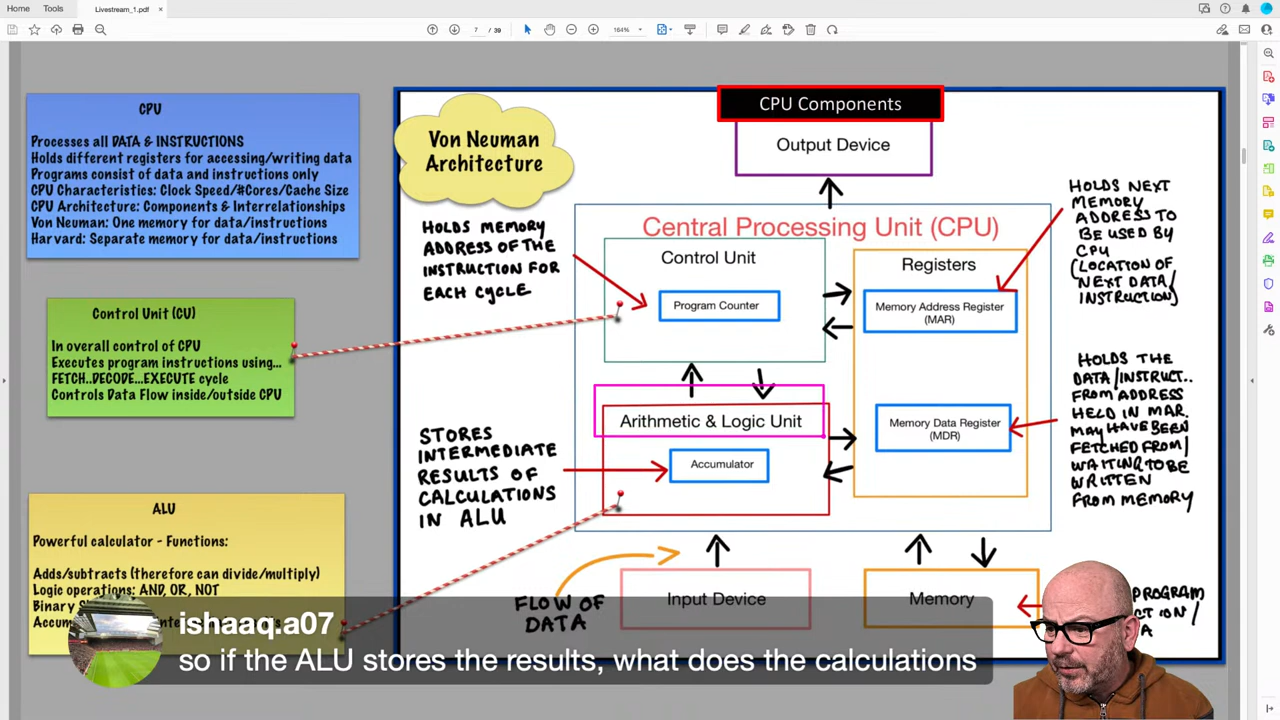 Home
Tools
Livestream_1.pdf
×
7 / 39
164%
CPU
Processes all DATA & INSTRUCTIONS
Holds different registers for accessing/writing data
Programs consist of data and instructions only
CPU Characteristics: Clock Speed/#Cores/Cache Size
CPU Architecture: Components & Interrelationships
Von Neuman: One memory for data/instructions
Harvard: Separate memory for data/instructions
Control Unit (CU)
In overall control of CPU
Executes program instructions using...
FETCH..DECODE...EXECUTE cycle
Controls Data Flow inside/outside CPU
ALU
Powerful calculator - Functions:
Adds/subtracts (therefore can divide/multiply)
Logic operations: AND, OR, NOT
Binary
Von Neuman
Architecture
CPU Components
Output Device
Central Processing Unit (CPU)
HOLDS MEMORY
ADDRESS OF THE
INSTRUCTION FOR
EACH CYCLE
Control Unit
Program Counter
Registers
Memory Address Register
(MAR)
HOLDS NEXT
MEMORY
ADDRESS TO
BE USED BY
CPU
(LOCATION OF
NEXT DATA/
INSTRUCTION)
STORES
INTERMEDIATE
RESULTS OF
CALCULATIONS
IN ALU
Arithmetic & Logic Unit
Accumulator
Memory Data Register
(MDR)
HOLDS THE
DATA/INSTRUCT..
FROM ADDRESS
HELD IN MAR.
MAY HAVE BEEN
FETCHED FROM/
WAITING TO BE
WRITTEN
FROM MEMORY
FLOW OF
DATA
Input Device
Memory
PROGRAM
ishaaq.a07
so if the ALU stores the results, what does the calculations